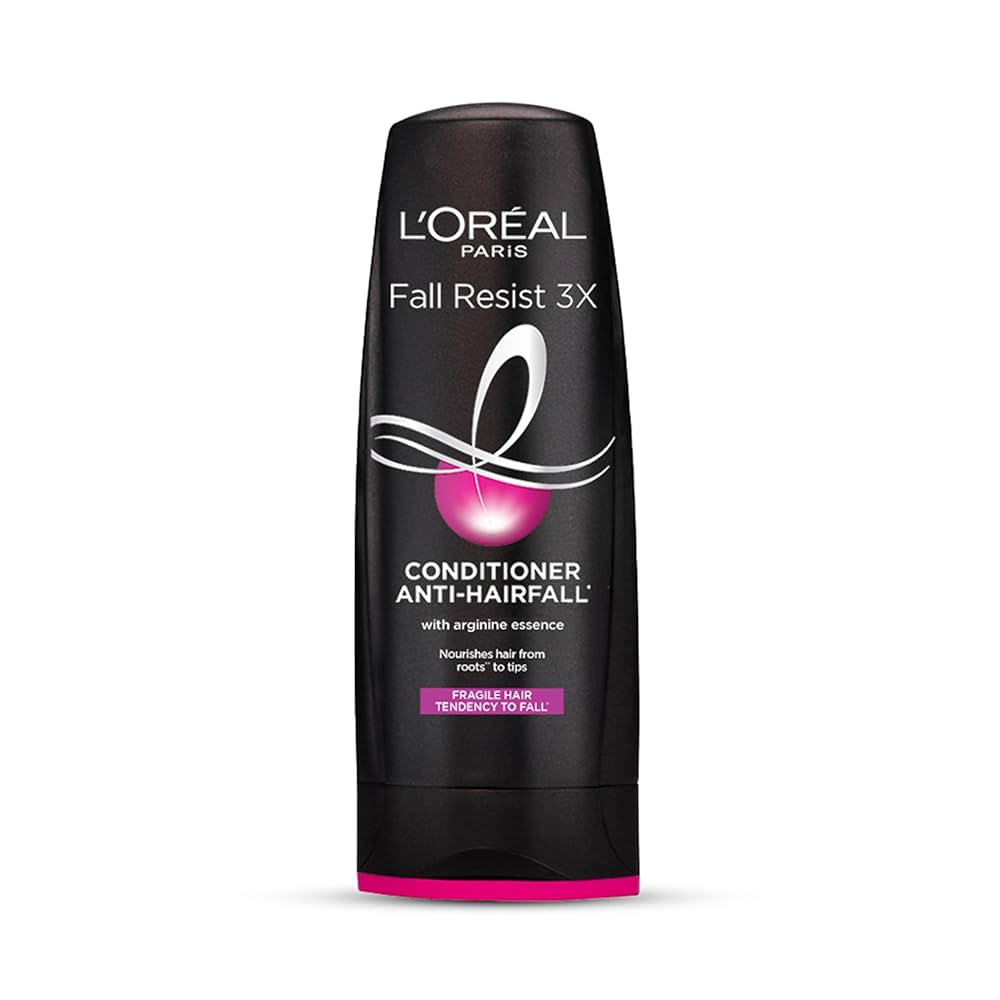 L'ORÉAL
PARiS
Fall Resist 3X
CONDITIONER
ANTI-HAIRFALL*
with arginine essence
Nourishes hair from
roots** to tips
FRAGILE HAIR
TENDENCY TO FALL*